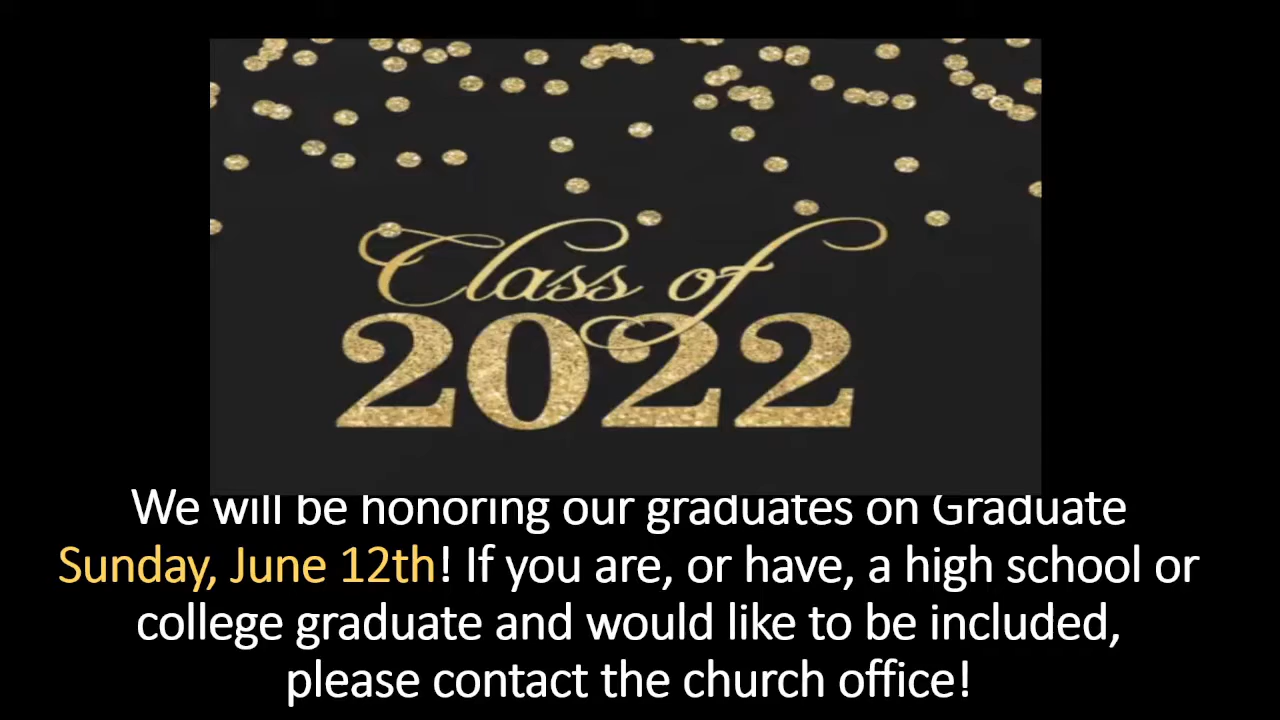 Class of
2022
We will be honoring our graduates on Graduate
Sunday, June 12th! If you are, or have, a high school or
college graduate and would like to be included,
please contact the church office!